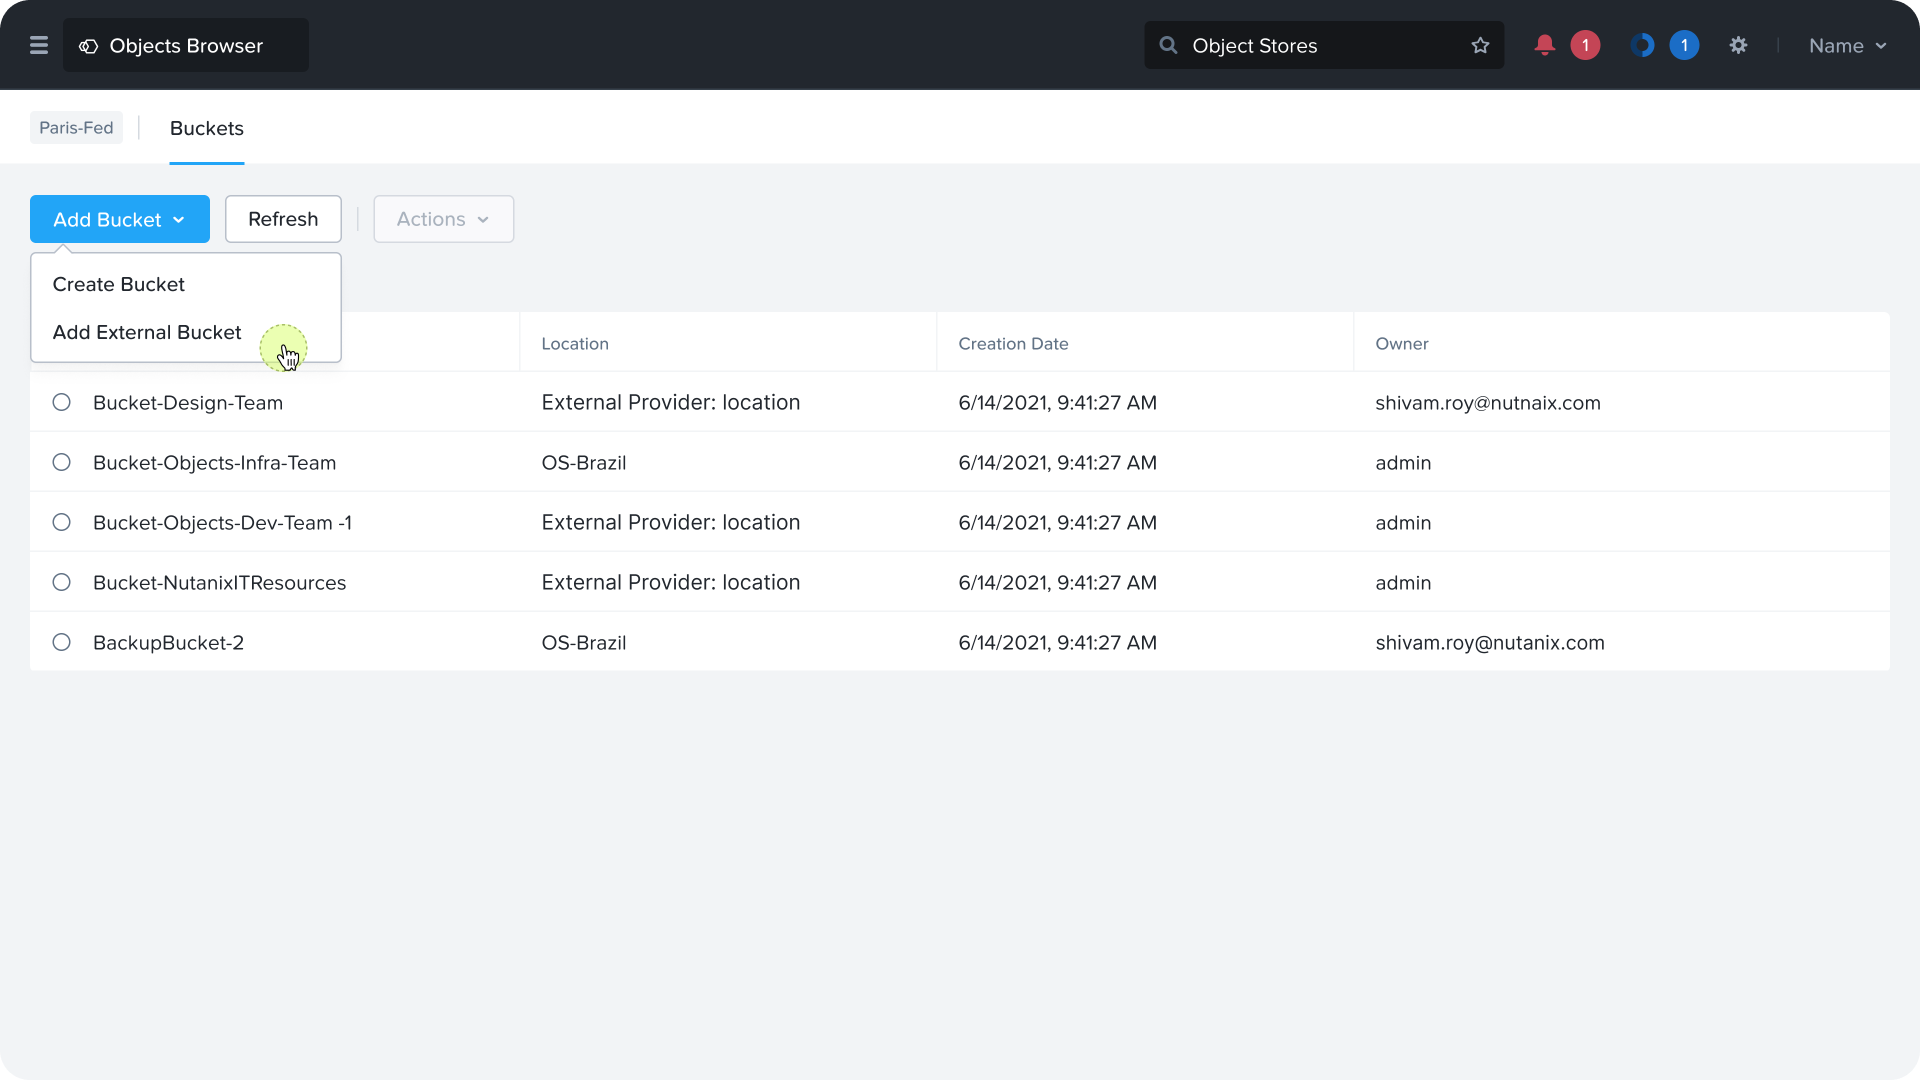 Objects Browser
Object Stores
1
1
Name
Paris-Fed
Buckets
Add Bucket
Refresh
Actions
Create Bucket
Add External Bucket
Location
Creation Date
Owner
Bucket-Design-Team
External Provider: location
6/14/2021, 9:41:27 AM
shivam.roy@nutnaix.com
Bucket-Objects-Infra-Team
OS-Brazil
6/14/2021, 9:41:27 AM
admin
Bucket-Objects-Dev-Team -1
External Provider: location
6/14/2021, 9:41:27 AM
admin
Bucket-NutanixITResources
External Provider: location
6/14/2021, 9:41:27 AM
admin
BackupBucket-2
OS-Brazil
6/14/2021, 9:41:27 AM
shivam.roy@nutanix.com